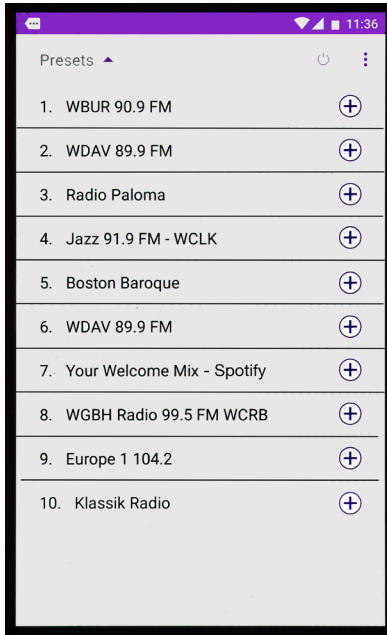 11:36
Presets
1. WBUR 90.9 FM
2. WDAV 89.9 FM
3. Radio Paloma
4. Jazz 91.9 FM - WCLK
5. Boston Baroque
6. WDAV 89.9 FM
7. Your Welcome Mix - Spotify
8. WGBH Radio 99.5 FM WCRB
9. Europe 1 104.2
10. Klassik Radio